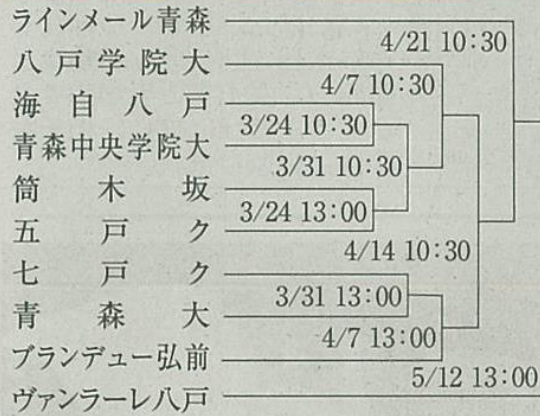 ラインメール青森
4/21 10:30
八戸学院大
4/7 10:30
海自八戸
3/24 10:30
青森中央学院大
3/31 10:30
筒木坂
3/24 13:00
五戸ク
4/14 10:30
七戸ク
3/31 13:00
青森大
4/7 13:00
ブランデュー弘前
5/12 13:00
ヴァンラーレ八戸